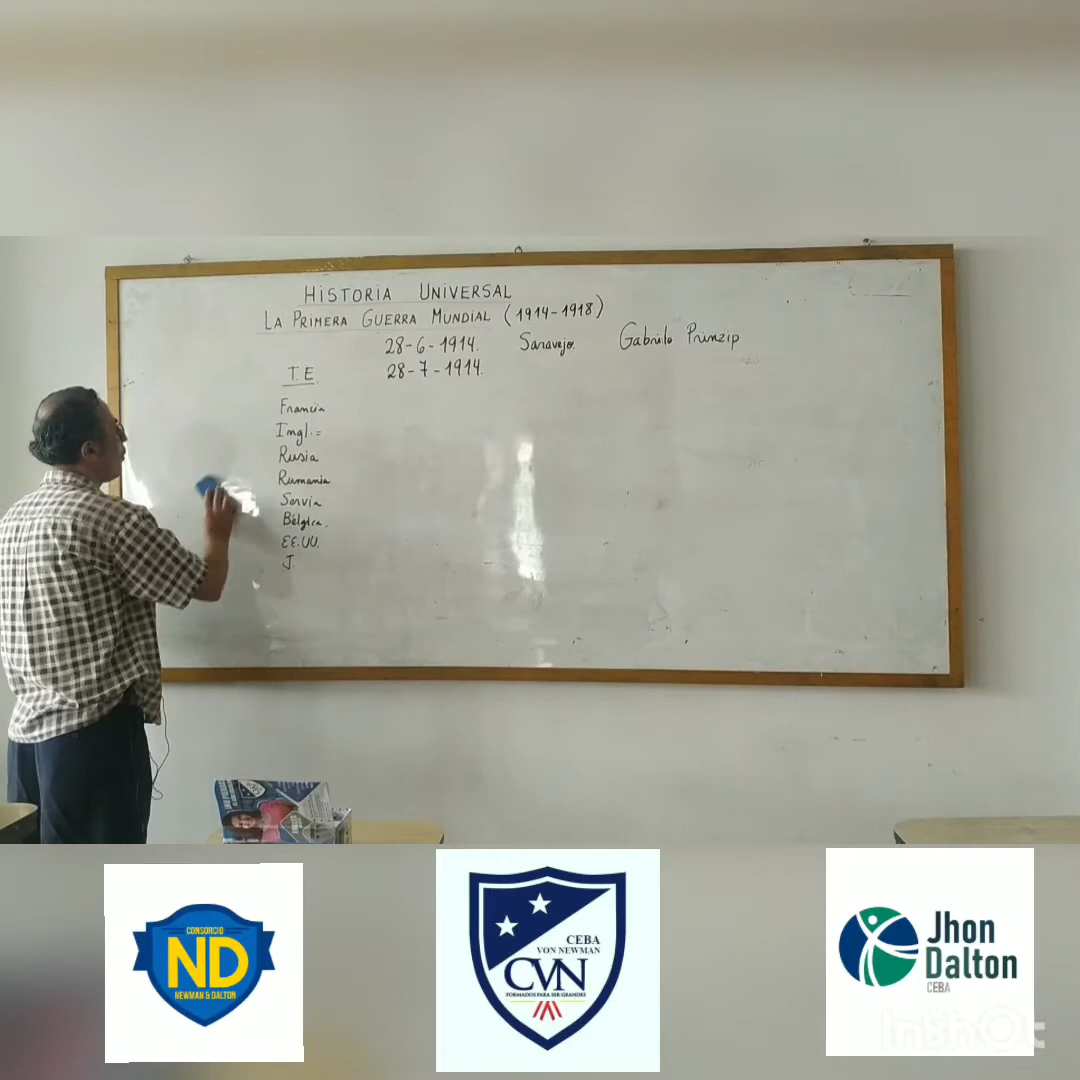 HISTORIA UNIVERSAL
LA PRIMERA GUERRA MUNDIAL (1914-1918)
28-6-1914. Saravejo. Gabrilo Prinzip
28-7-1914.
T.E.
Francia
Ingl.=
Rusia
Rumania
Servia
Bélgica.
EE.UU.
J.
CONSORCIO
ND
NEWMAN & DALTON
CEBA
VON NEWMAN
CVN
FORMADOS PARA SER GRANDES
Jhon
Dalton
CEBA
InShOt